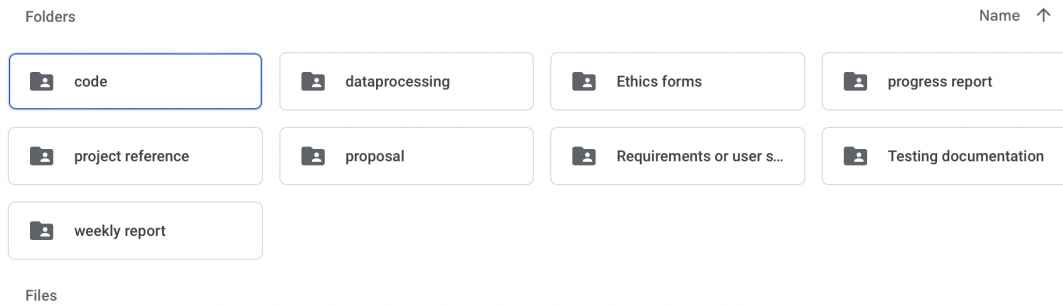 Folders Name
code dataprocessing Ethics forms progress report
project reference proposal Requirements or user s... Testing documentation
weekly report
Files